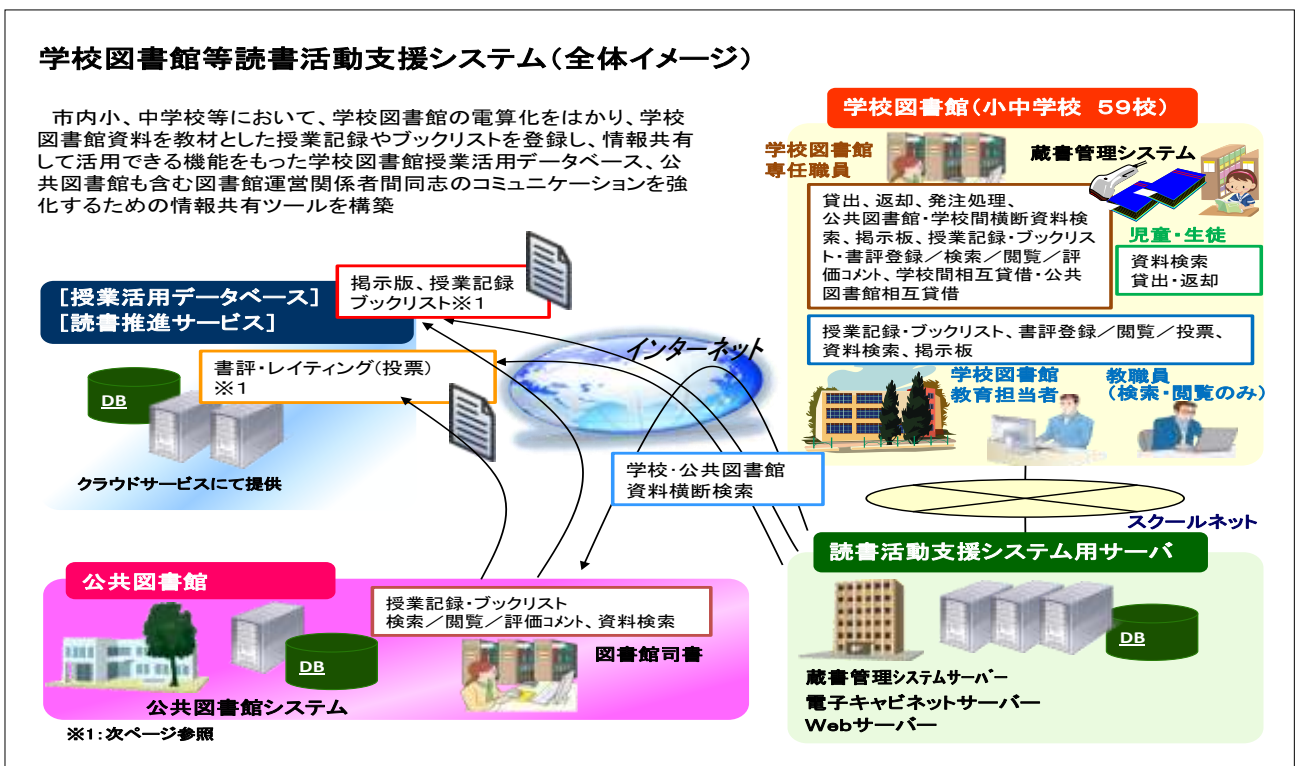 学校図書館等読書活動支援システム(全体イメージ)
市内小、中学校等において、学校図書館の電算化をはかり、学校
図書館資料を教材とした授業記録やブックリストを登録し、情報共有
して活用できる機能をもった学校図書館授業活用データベース、公
共図書館も含む図書館運営関係者間同志のコミュニケーションを強
化するための情報共有ツールを構築
学校図書館(小中学校 59校)
学校図書館
専任職員
蔵書管理システム
貸出、返却、発注処理、
公共図書館・学校間横断資料検
索、掲示板、授業記録・ブックリス
ト・書評登録/検索/閲覧/評
価コメント、学校間相互貸借・公共
図書館相互貸借
児童・生徒
資料検索
貸出・返却
授業記録・ブックリスト、書評登録/閲覧/投票、
資料検索、掲示板
学校図書館
教育担当者
教職員
(検索・閲覧のみ)
[授業活用データベース]
[読書推進サービス]
掲示版、授業記録
ブックリスト※1
書評・レイティング(投票)
※1
DB
クラウドサービスにて提供
インターネット
学校・公共図書館
資料横断検索
スクールネット
読書活動支援システム用サーバ
DB
蔵書管理システムサーバー
電子キャビネットサーバー
Webサーバー
公共図書館
授業記録・ブックリスト
検索/閲覧/評価コメント、資料検索
DB
図書館司書
公共図書館システム
※1:次ページ参照